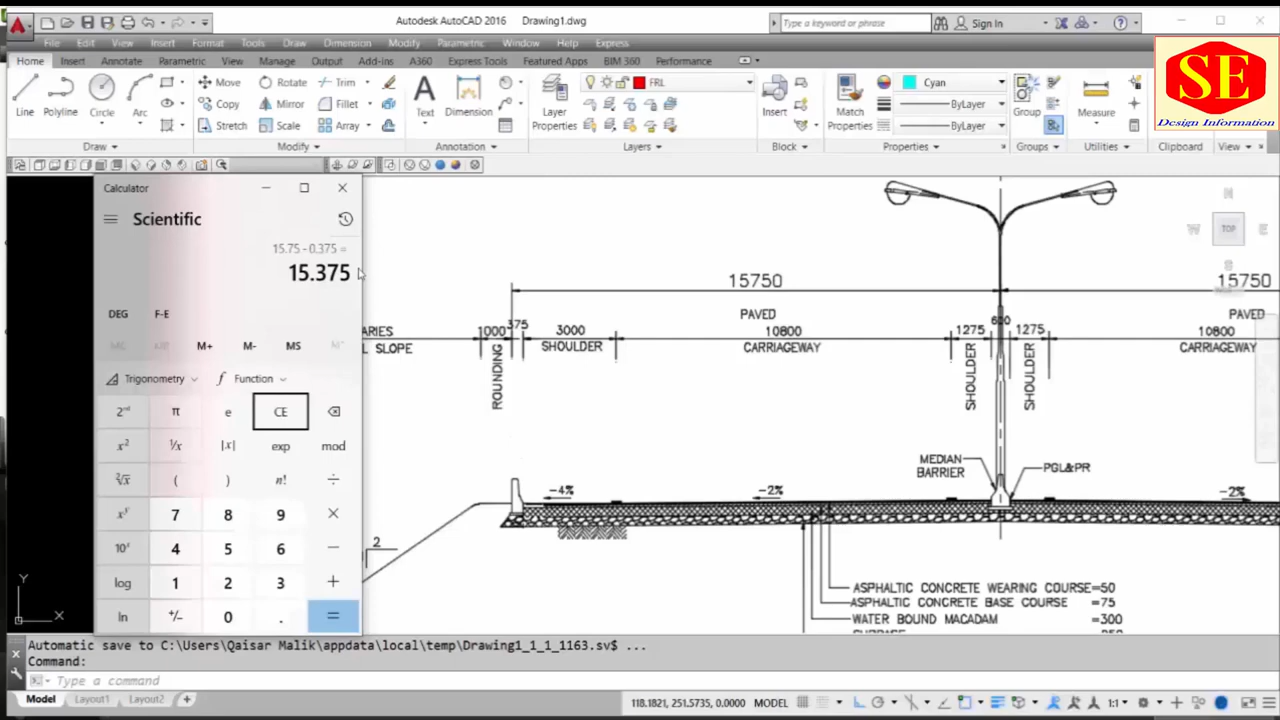 Autodesk AutoCAD 2016 Drawing1.dwg
Type a keyword or phrase
Sign In
File Edit View Insert Format Tools Draw Dimension Modify Parametric Window Help Express
Home Insert Annotate Parametric View Manage Output Add-ins A360 Express Tools Featured Apps BIM 360 Performance
SE
Design Information
Line Polyline Circle Arc
Move Rotate Trim
Copy Mirror Fillet
Stretch Scale Array
Text Dimension
Layer Properties
FRL
Insert
Match Properties
Cyan
ByLayer
ByLayer
Group
Measure
Draw Modify Annotation Layers Block Properties Groups Utilities Clipboard View
Calculator
Scientific
15.75 - 0.375 =
15.375
DEG F-E
MC MR M+ M- MS M˅
Trigonometry Function
2nd π e CE
x² ¹/x |x| exp mod
²√x ( ) n! ÷
xʸ 7 8 9 ×
10ˣ 4 5 6 −
log 1 2 3 +
ln +/- 0 . =
TOP
W E
15750 15750
PAVED PAVED
ARIES 1000 375 3000 10800 1275 600 1275 10800
L SLOPE SHOULDER CARRIAGEWAY CARRIAGEWAY
ROUNDING
SHOULDER
SHOULDER
MEDIAN
BARRIER
PGL&PR
-4% -2% -2%
2
ASPHALTIC CONCRETE WEARING COURSE=50
ASPHALTIC CONCRETE BASE COURSE =75
WATER BOUND MACADAM =300
Y
X
Automatic save to C:\Users\Qaisar Malik\appdata\local\temp\Drawing1_1_1_1163.sv$ ...
Command:
Type a command
Model Layout1 Layout2 +
118.1821, 251.5735, 0.0000 MODEL 1:1